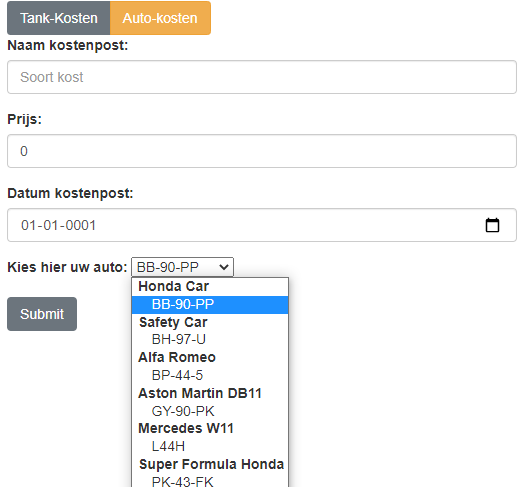 Tank-Kosten Auto-kosten
Naam kostenpost:
Soort kost
Prijs:
0
Datum kostenpost:
01-01-0001
Kies hier uw auto: BB-90-PP
Honda Car
BB-90-PP
Safety Car
BH-97-U
Alfa Romeo
BP-44-5
Aston Martin DB11
GY-90-PK
Mercedes W11
L44H
Super Formula Honda
PK-43-FK
Submit